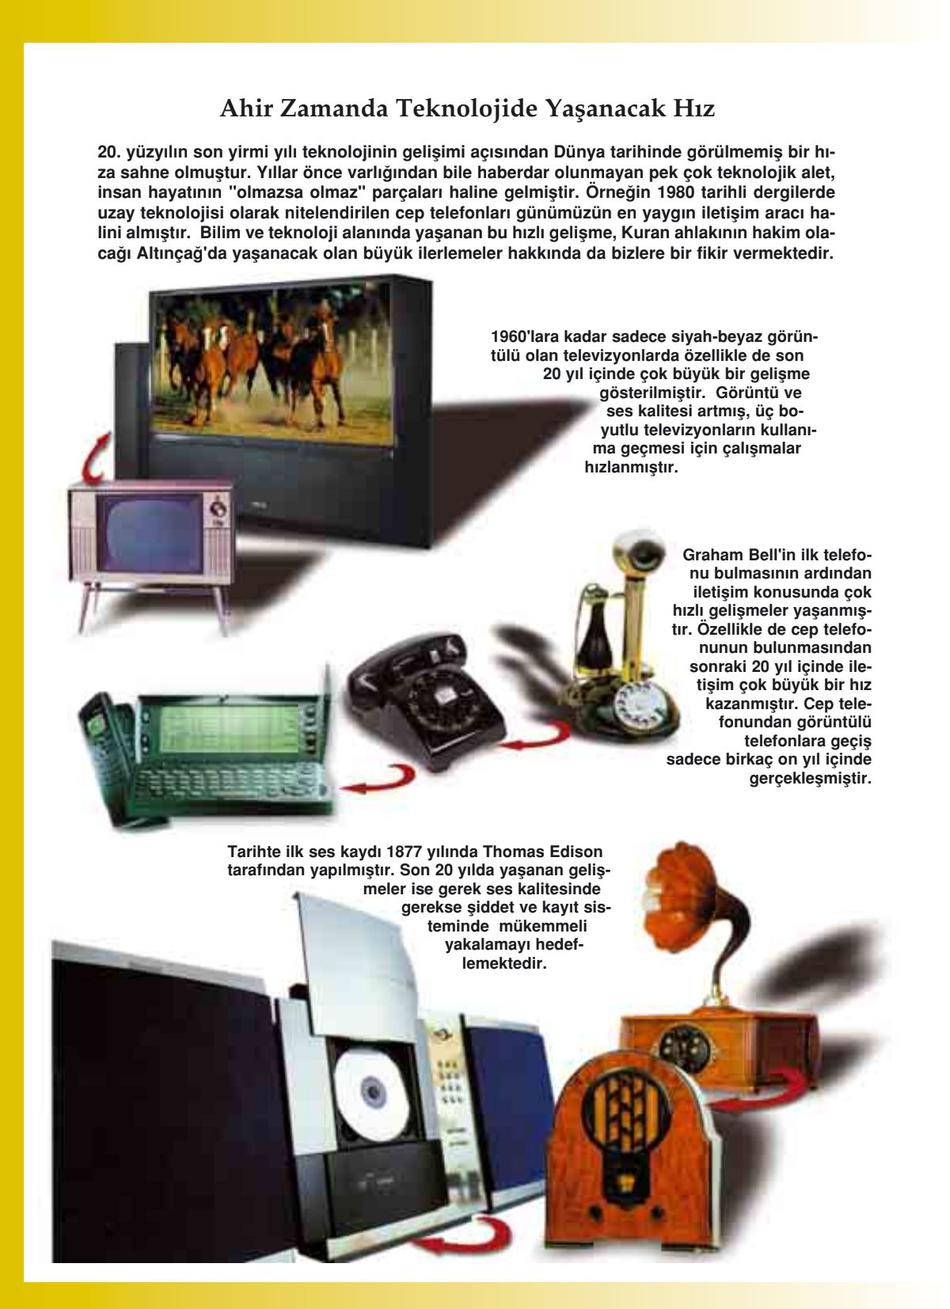 Ahir Zamanda Teknolojide Yaşanacak Hız
20. yüzyılın son yirmi yılı teknolojinin gelişimi açısından Dünya tarihinde görülmemiş bir hı-
za sahne olmuştur. Yıllar önce varlığından bile haberdar olunmayan pek çok teknolojik alet,
insan hayatının "olmazsa olmaz" parçaları haline gelmiştir. Örneğin 1980 tarihli dergilerde
uzay teknolojisi olarak nitelendirilen cep telefonları günümüzün en yaygın iletişim aracı ha-
lini almıştır. Bilim ve teknoloji alanında yaşanan bu hızlı gelişme, Kuran ahlakının hakim ola-
cağı Altınçağ'da yaşanacak olan büyük ilerlemeler hakkında da bizlere bir fikir vermektedir.
1960'lara kadar sadece siyah-beyaz görün-
tülü olan televizyonlarda özellikle de son
20 yıl içinde çok büyük bir gelişme
gösterilmiştir. Görüntü ve
ses kalitesi artmış, üç bo-
yutlu televizyonların kullanı-
ma geçmesi için çalışmalar
hızlanmıştır.
Graham Bell'in ilk telefo-
nu bulmasının ardından
iletişim konusunda çok
hızlı gelişmeler yaşanmış-
tır. Özellikle de cep telefo-
nunun bulunmasından
sonraki 20 yıl içinde ile-
tişim çok büyük bir hız
kazanmıştır. Cep tele-
fonundan görüntülü
telefonlara geçiş
sadece birkaç on yıl içinde
gerçekleşmiştir.
Tarihte ilk ses kaydı 1877 yılında Thomas Edison
tarafından yapılmıştır. Son 20 yılda yaşanan geliş-
meler ise gerek ses kalitesinde
gerekse şiddet ve kayıt sis-
teminde mükemmeli
yakalamayı hedef-
lemektedir.